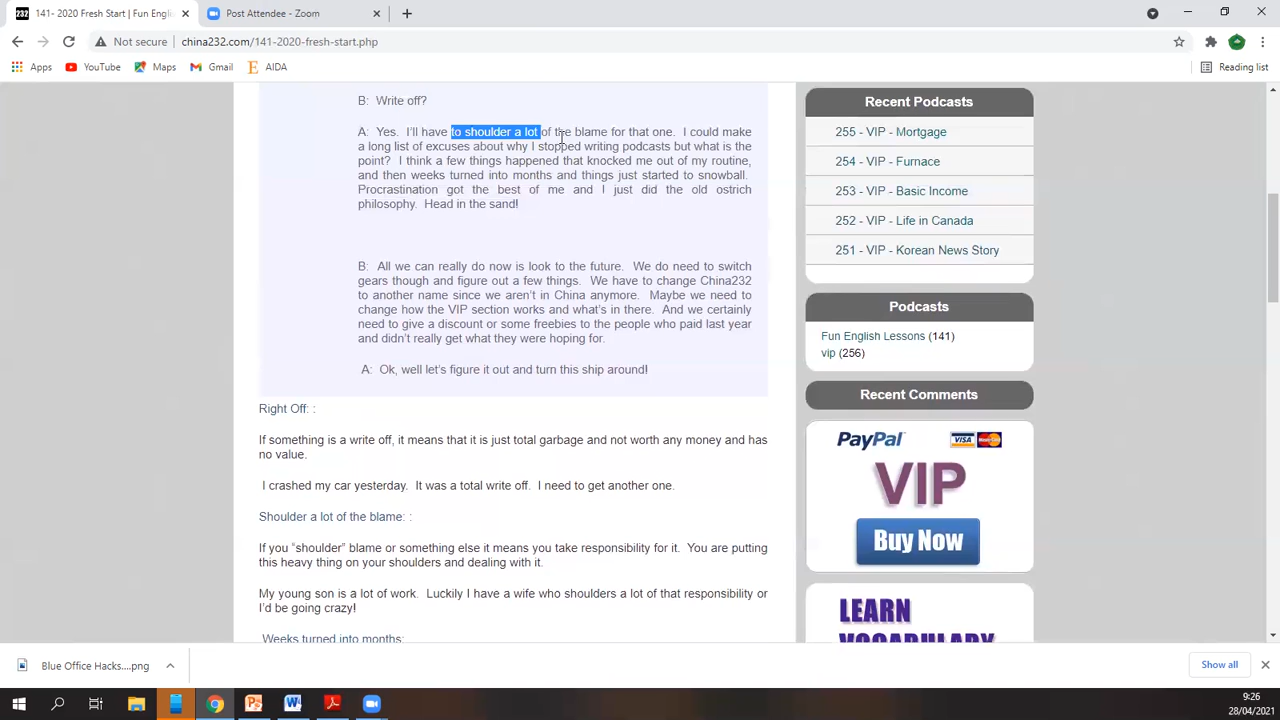 141- 2020 Fresh Start | Fun Engli
Post Attendee - Zoom
Not secure
china232.com/141-2020-fresh-start.php
Apps
YouTube
Maps
Gmail
AIDA
Reading list
B: Write off?
A: Yes. I'll have to shoulder a lot of the blame for that one. I could make
a long list of excuses about why I stopped writing podcasts but what is the
point? I think a few things happened that knocked me out of my routine,
and then weeks turned into months and things just started to snowball.
Procrastination got the best of me and I just did the old ostrich
philosophy. Head in the sand!
B: All we can really do now is look to the future. We do need to switch
gears though and figure out a few things. We have to change China232
to another name since we aren't in China anymore. Maybe we need to
change how the VIP section works and what's in there. And we certainly
need to give a discount or some freebies to the people who paid last year
and didn't really get what they were hoping for.
A: Ok, well let's figure it out and turn this ship around!
Right Off: :
If something is a write off, it means that it is just total garbage and not worth any money and has
no value.
I crashed my car yesterday. It was a total write off. I need to get another one.
Shoulder a lot of the blame: :
If you "shoulder" blame or something else it means you take responsibility for it. You are putting
this heavy thing on your shoulders and dealing with it.
My young son is a lot of work. Luckily I have a wife who shoulders a lot of that responsibility or
I'd be going crazy!
Weeks turned into months:
Recent Podcasts
255 - VIP - Mortgage
254 - VIP - Furnace
253 - VIP - Basic Income
252 - VIP - Life in Canada
251 - VIP - Korean News Story
Podcasts
Fun English Lessons (141)
vip (256)
Recent Comments
PayPal VISA MasterCard
VIP
Buy Now
LEARN
VOCABULARY
Blue Office Hacks....png
Show all
9:26
28/04/2021